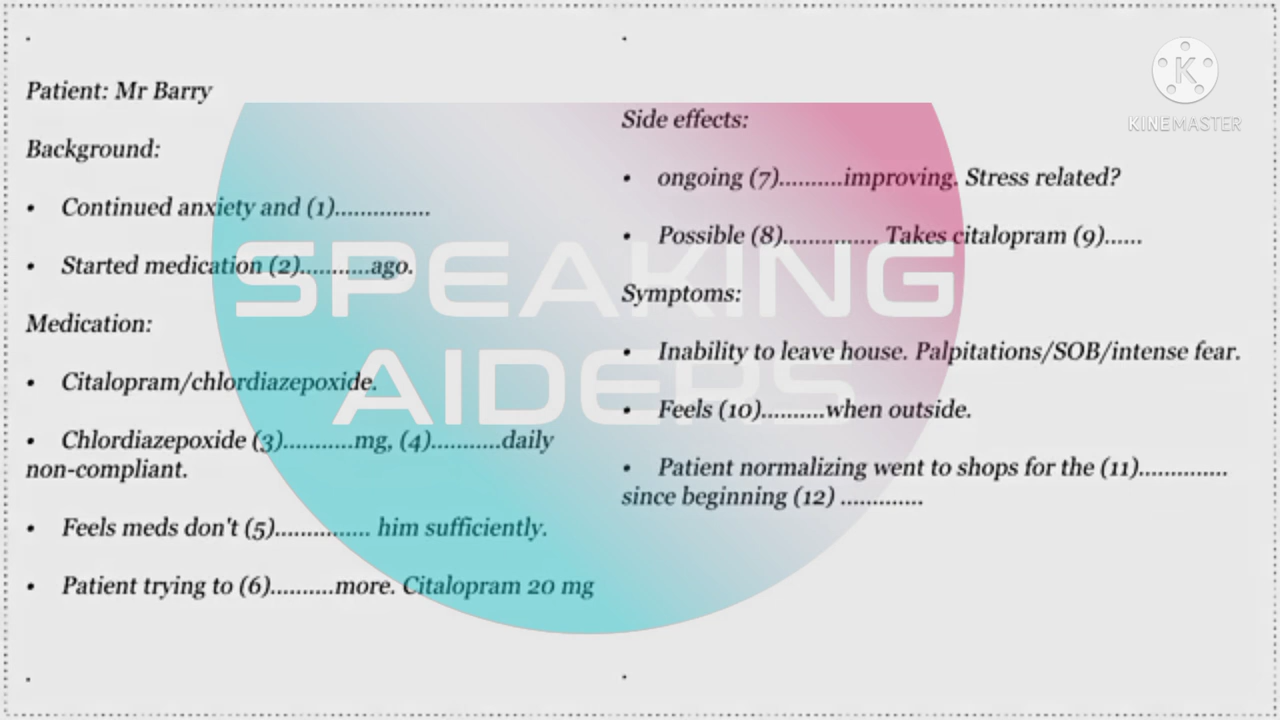 Patient: Mr Barry
Background:
• Continued anxiety and (1)...............
• Started medication (2)...........ago.
Medication:
• Citalopram/chlordiazepoxide.
• Chlordiazepoxide (3)...........mg, (4)...........daily
non-compliant.
• Feels meds don't (5)............... him sufficiently.
• Patient trying to (6)..........more. Citalopram 20 mg
Side effects:
• ongoing (7)..........improving. Stress related?
• Possible (8)............... Takes citalopram (9)......
Symptoms:
• Inability to leave house. Palpitations/SOB/intense fear.
• Feels (10)..........when outside.
• Patient normalizing went to shops for the (11)..............
since beginning (12) .............
SPEAKING
AIDERS
K
KINEMASTER